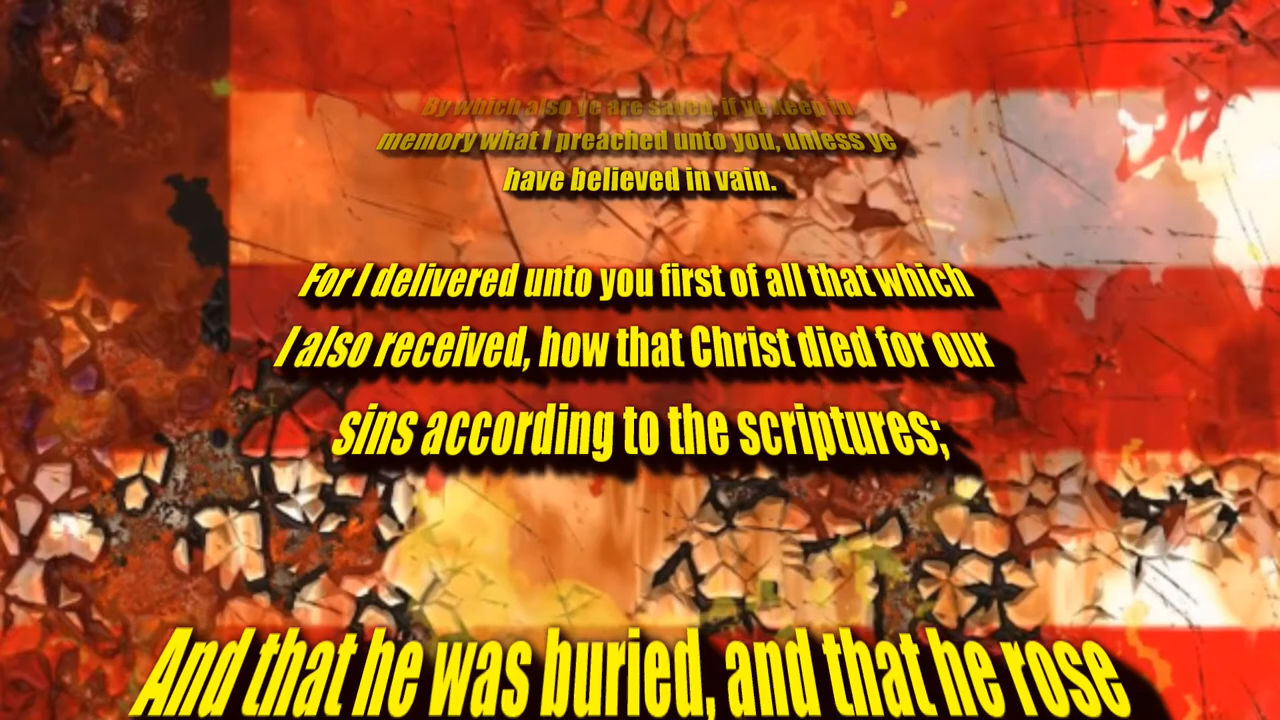 By which also ye are saved, if ye keep in
memory what I preached unto you, unless ye
have believed in vain.
For I delivered unto you first of all that which
I also received, how that Christ died for our
sins according to the scriptures;
And that he was buried, and that he rose